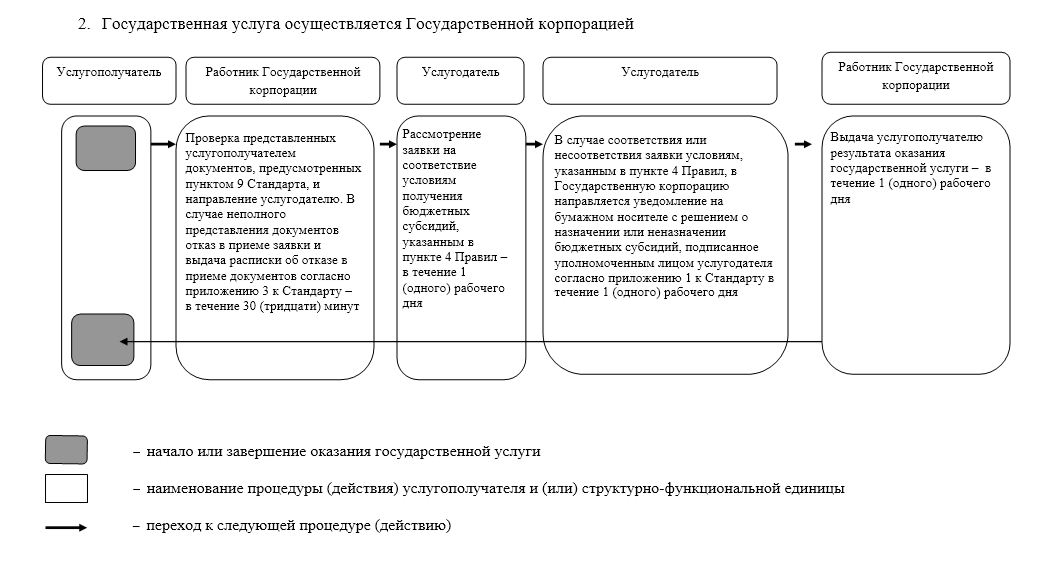 2. Государственная услуга осуществляется Государственной корпорацией
Услугополучатель
Работник Государственной
корпорации
Услугодатель
Услугодатель
Работник Государственной
корпорации
Проверка представленных
услугополучателем
документов, предусмотренных
пунктом 9 Стандарта, и
направление услугодателю. В
случае неполного
представления документов
отказ в приеме заявки и
выдача расписки об отказе в
приеме документов согласно
приложению 3 к Стандарту –
в течение 30 (тридцати) минут
Рассмотрение
заявки на
соответствие
условиям
получения
бюджетных
субсидий,
указанным в
пункте 4 Правил –
в течение 1
(одного) рабочего
дня
В случае соответствия или
несоответствия заявки условиям,
указанным в пункте 4 Правил, в
Государственную корпорацию
направляется уведомление на
бумажном носителе с решением о
назначении или неназначении
бюджетных субсидий, подписанное
уполномоченным лицом услугодателя
согласно приложению 1 к Стандарту в
течение 1 (одного) рабочего дня
Выдача услугополучателю
результата оказания
государственной услуги – в
течение 1 (одного) рабочего
дня
– начало или завершение оказания государственной услуги
– наименование процедуры (действия) услугополучателя и (или) структурно-функциональной единицы
– переход к следующей процедуре (действию)